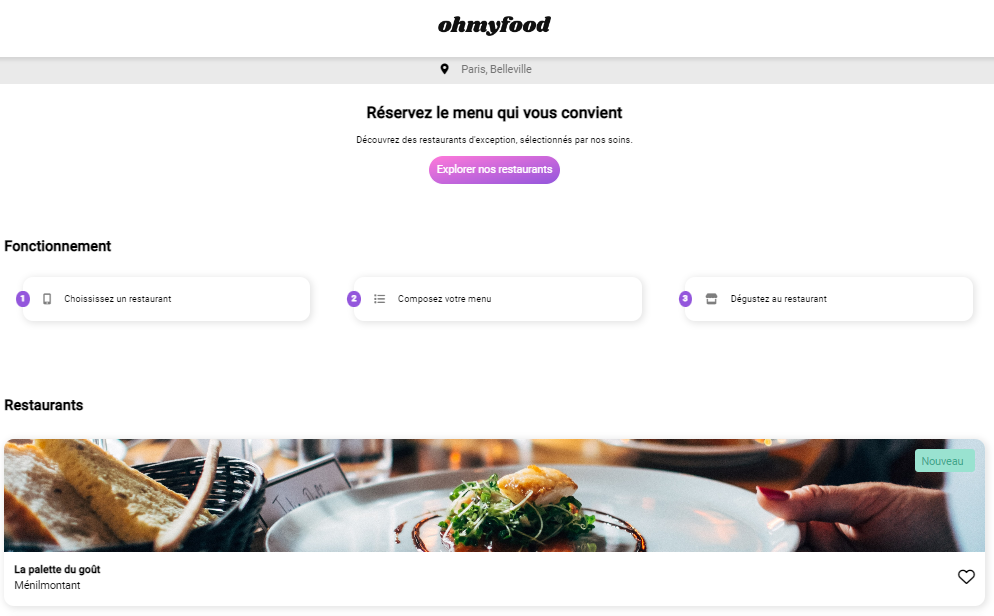 ohmyfood
Paris, Belleville
Réservez le menu qui vous convient
Découvrez des restaurants d'exception, sélectionnés par nos soins.
Explorer nos restaurants
Fonctionnement
1 Choississez un restaurant
2 Composez votre menu
3 Dégustez au restaurant
Restaurants
Nouveau
La palette du goût
Ménilmontant